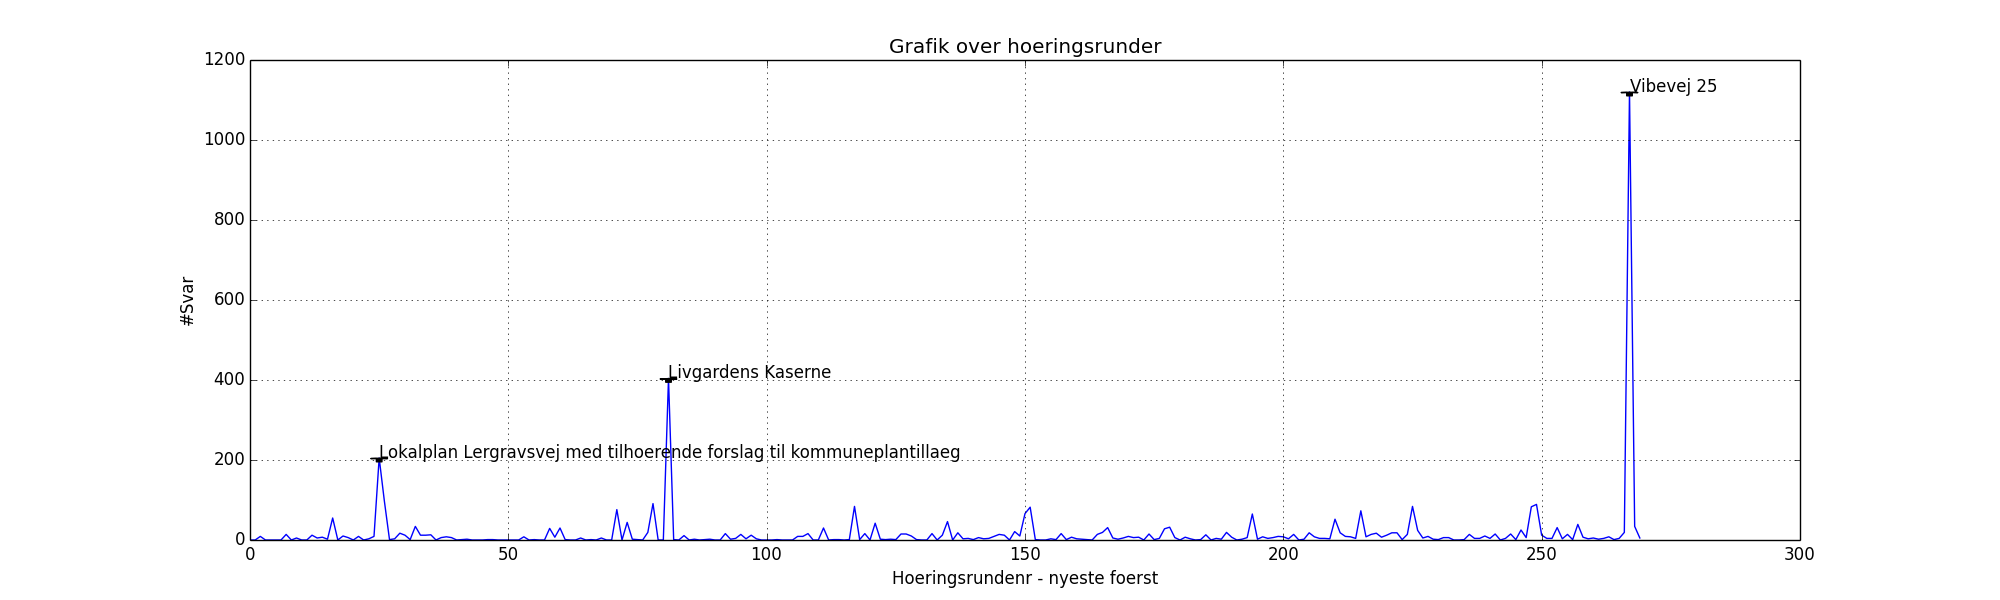 Grafik over hoeringsrunder
1200
1000
800
600
400
200
0
#Svar
Vibevej 25
Livgardens Kaserne
Lokalplan Lergravsvej med tilhoerende forslag til kommuneplantillaeg
0 50 100 150 200 250 300
Hoeringsrundenr - nyeste foerst